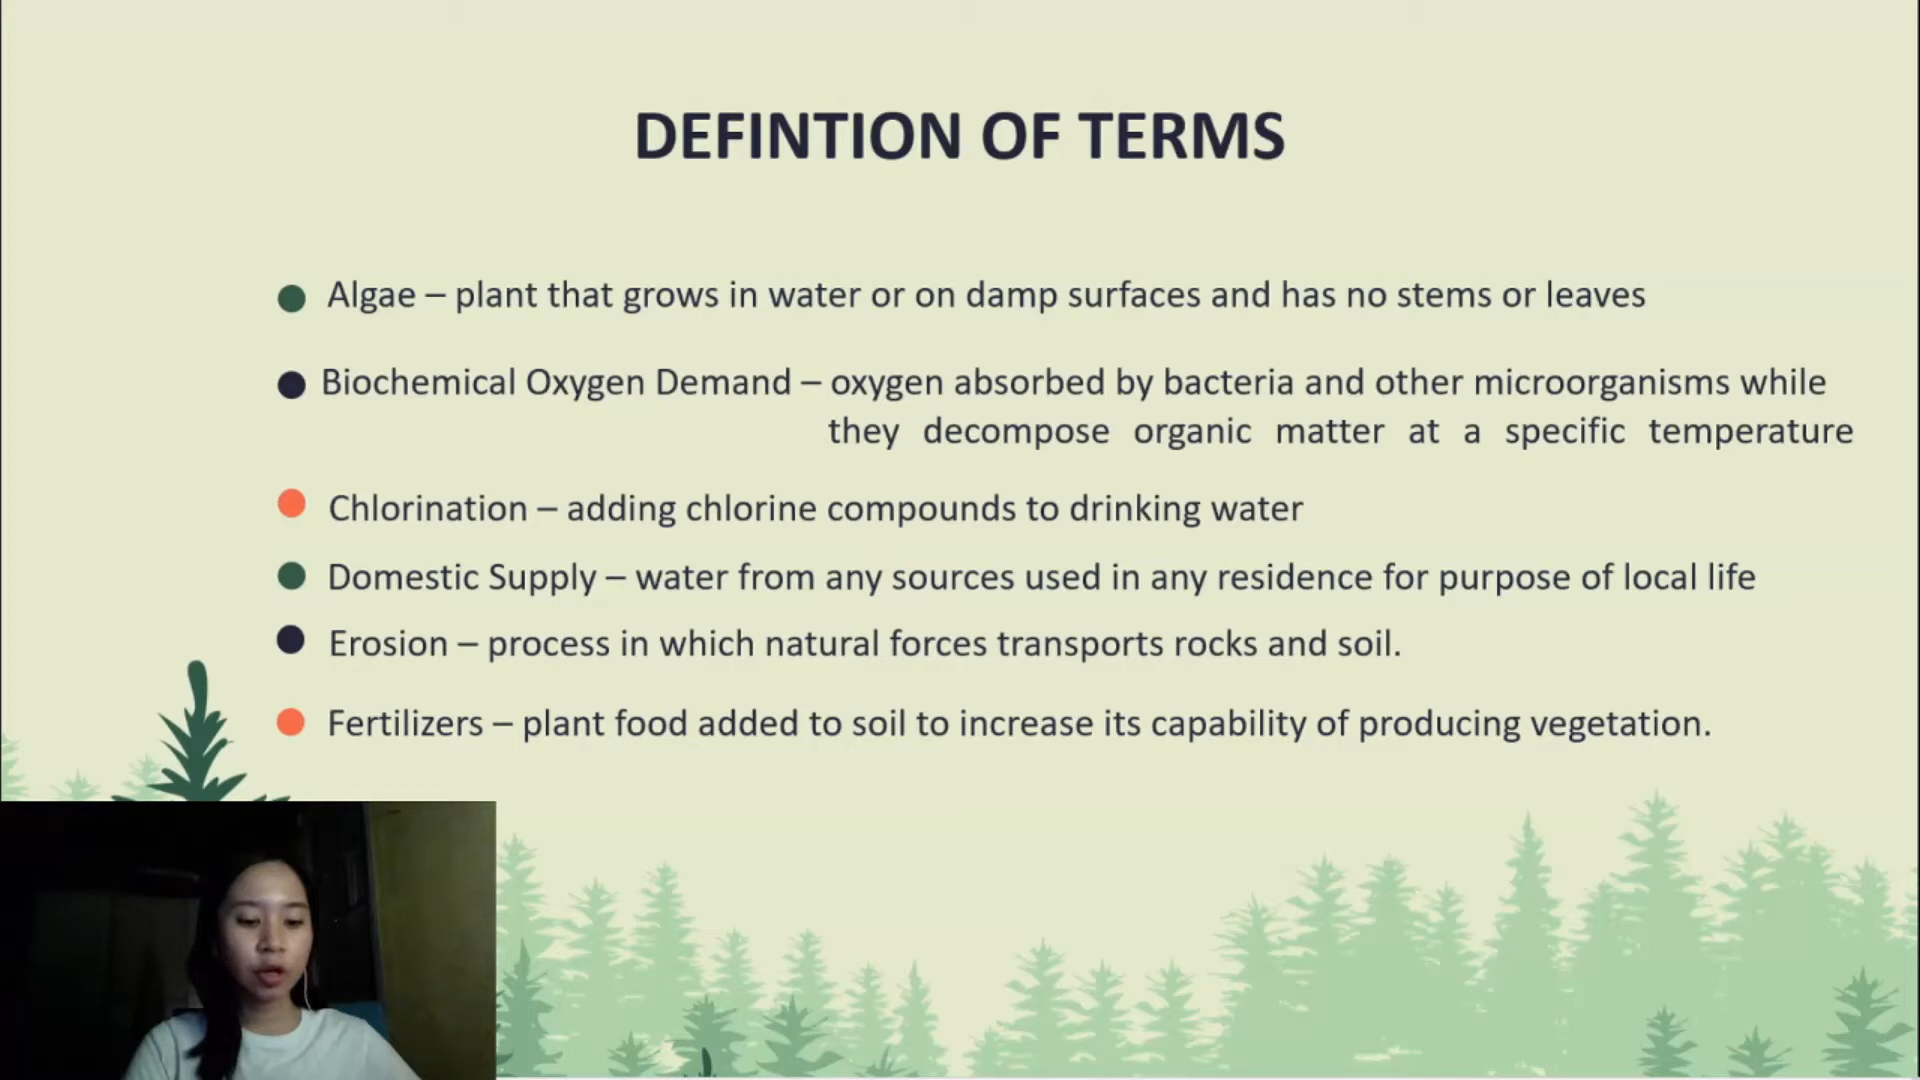 DEFINTION OF TERMS
Algae – plant that grows in water or on damp surfaces and has no stems or leaves
Biochemical Oxygen Demand – oxygen absorbed by bacteria and other microorganisms while
they decompose organic matter at a specific temperature
Chlorination – adding chlorine compounds to drinking water
Domestic Supply – water from any sources used in any residence for purpose of local life
Erosion – process in which natural forces transports rocks and soil.
Fertilizers – plant food added to soil to increase its capability of producing vegetation.